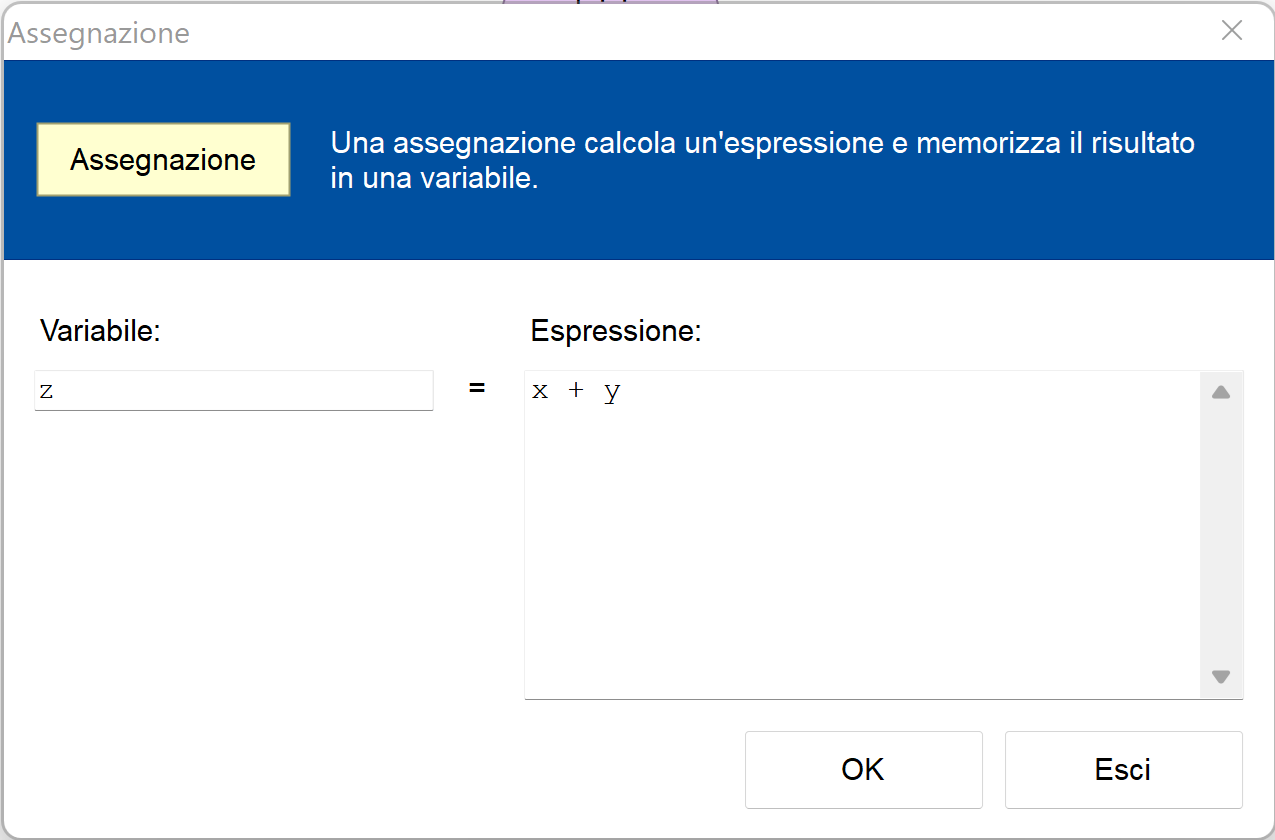 Assegnazione
Assegnazione
Una assegnazione calcola un'espressione e memorizza il risultato
in una variabile.
Variabile:
Espressione:
z
=
x + y
OK
Esci